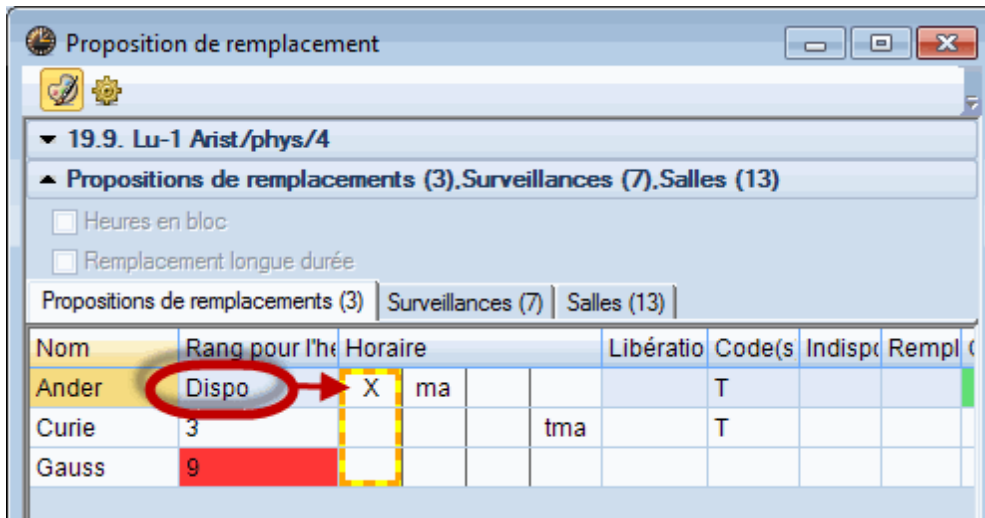 Proposition de remplacement
19.9. Lu-1 Arist/phys/4
Propositions de remplacements (3),Surveillances (7),Salles (13)
Heures en bloc
Remplacement longue durée
Propositions de remplacements (3) Surveillances (7) Salles (13)
Nom Rang pour l'he Horaire Libératio Code(s Indispo Rempl
Ander Dispo X ma T
Curie 3 tma T
Gauss 9